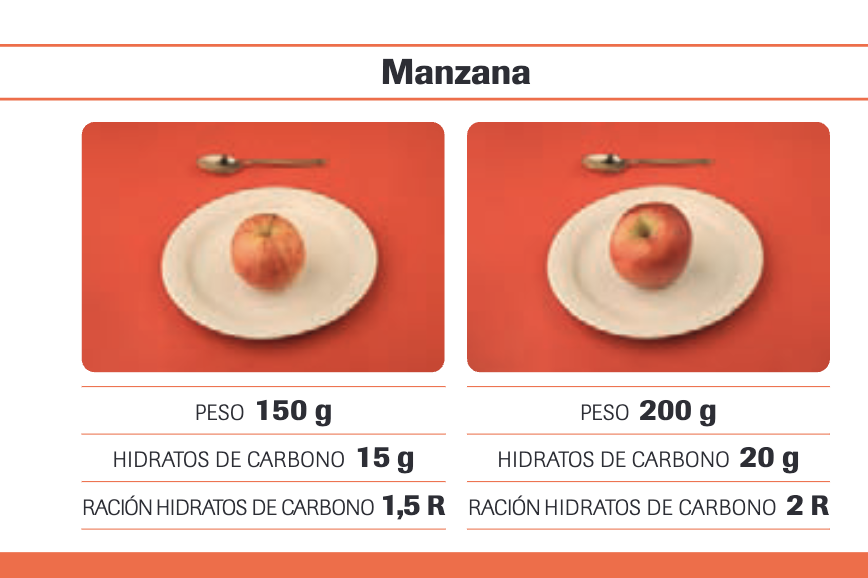 Manzana
PESO 150 g
HIDRATOS DE CARBONO 15 g
RACIÓN HIDRATOS DE CARBONO 1,5 R
PESO 200 g
HIDRATOS DE CARBONO 20 g
RACIÓN HIDRATOS DE CARBONO 2 R